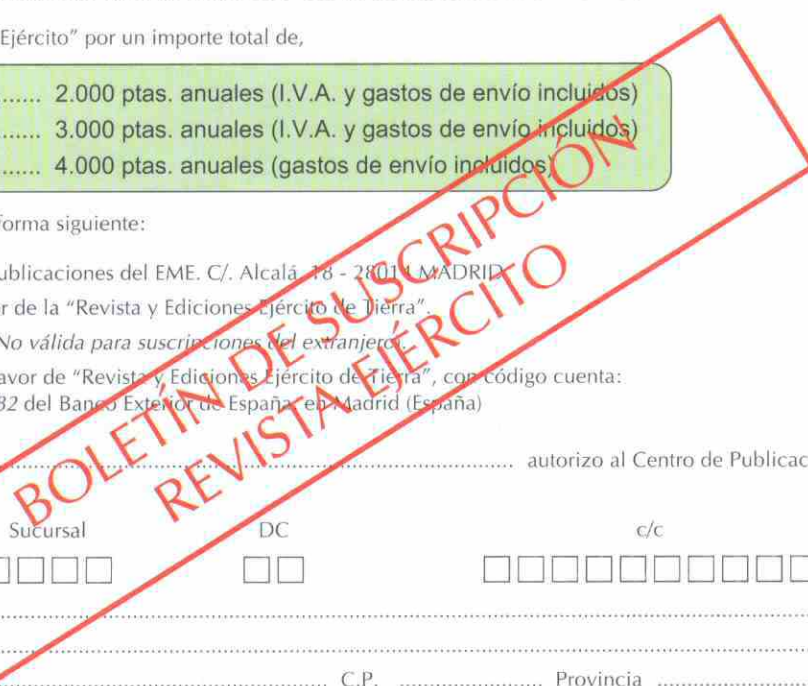 Ejército” por un importe total de,
...... 2.000 ptas. anuales (I.V.A. y gastos de envío incluidos)
...... 3.000 ptas. anuales (I.V.A. y gastos de envío incluidos)
...... 4.000 ptas. anuales (gastos de envío incluidos)
forma siguiente:
ublicaciones del EME. C/. Alcalá, 18 - 28014 MADRID
r de la “Revista y Ediciones Ejército de Tierra”.
No válida para suscripciones del extranjero.
avor de “Revista y Ediciones Ejército de Tierra”, con código cuenta:
82 del Banco Exterior de España, en Madrid (España)
autorizo al Centro de Publicac
BOLETÍN DE SUSCRIPCIÓN
REVISTA EJÉRCITO
Sucursal DC c/c
C.P. Provincia